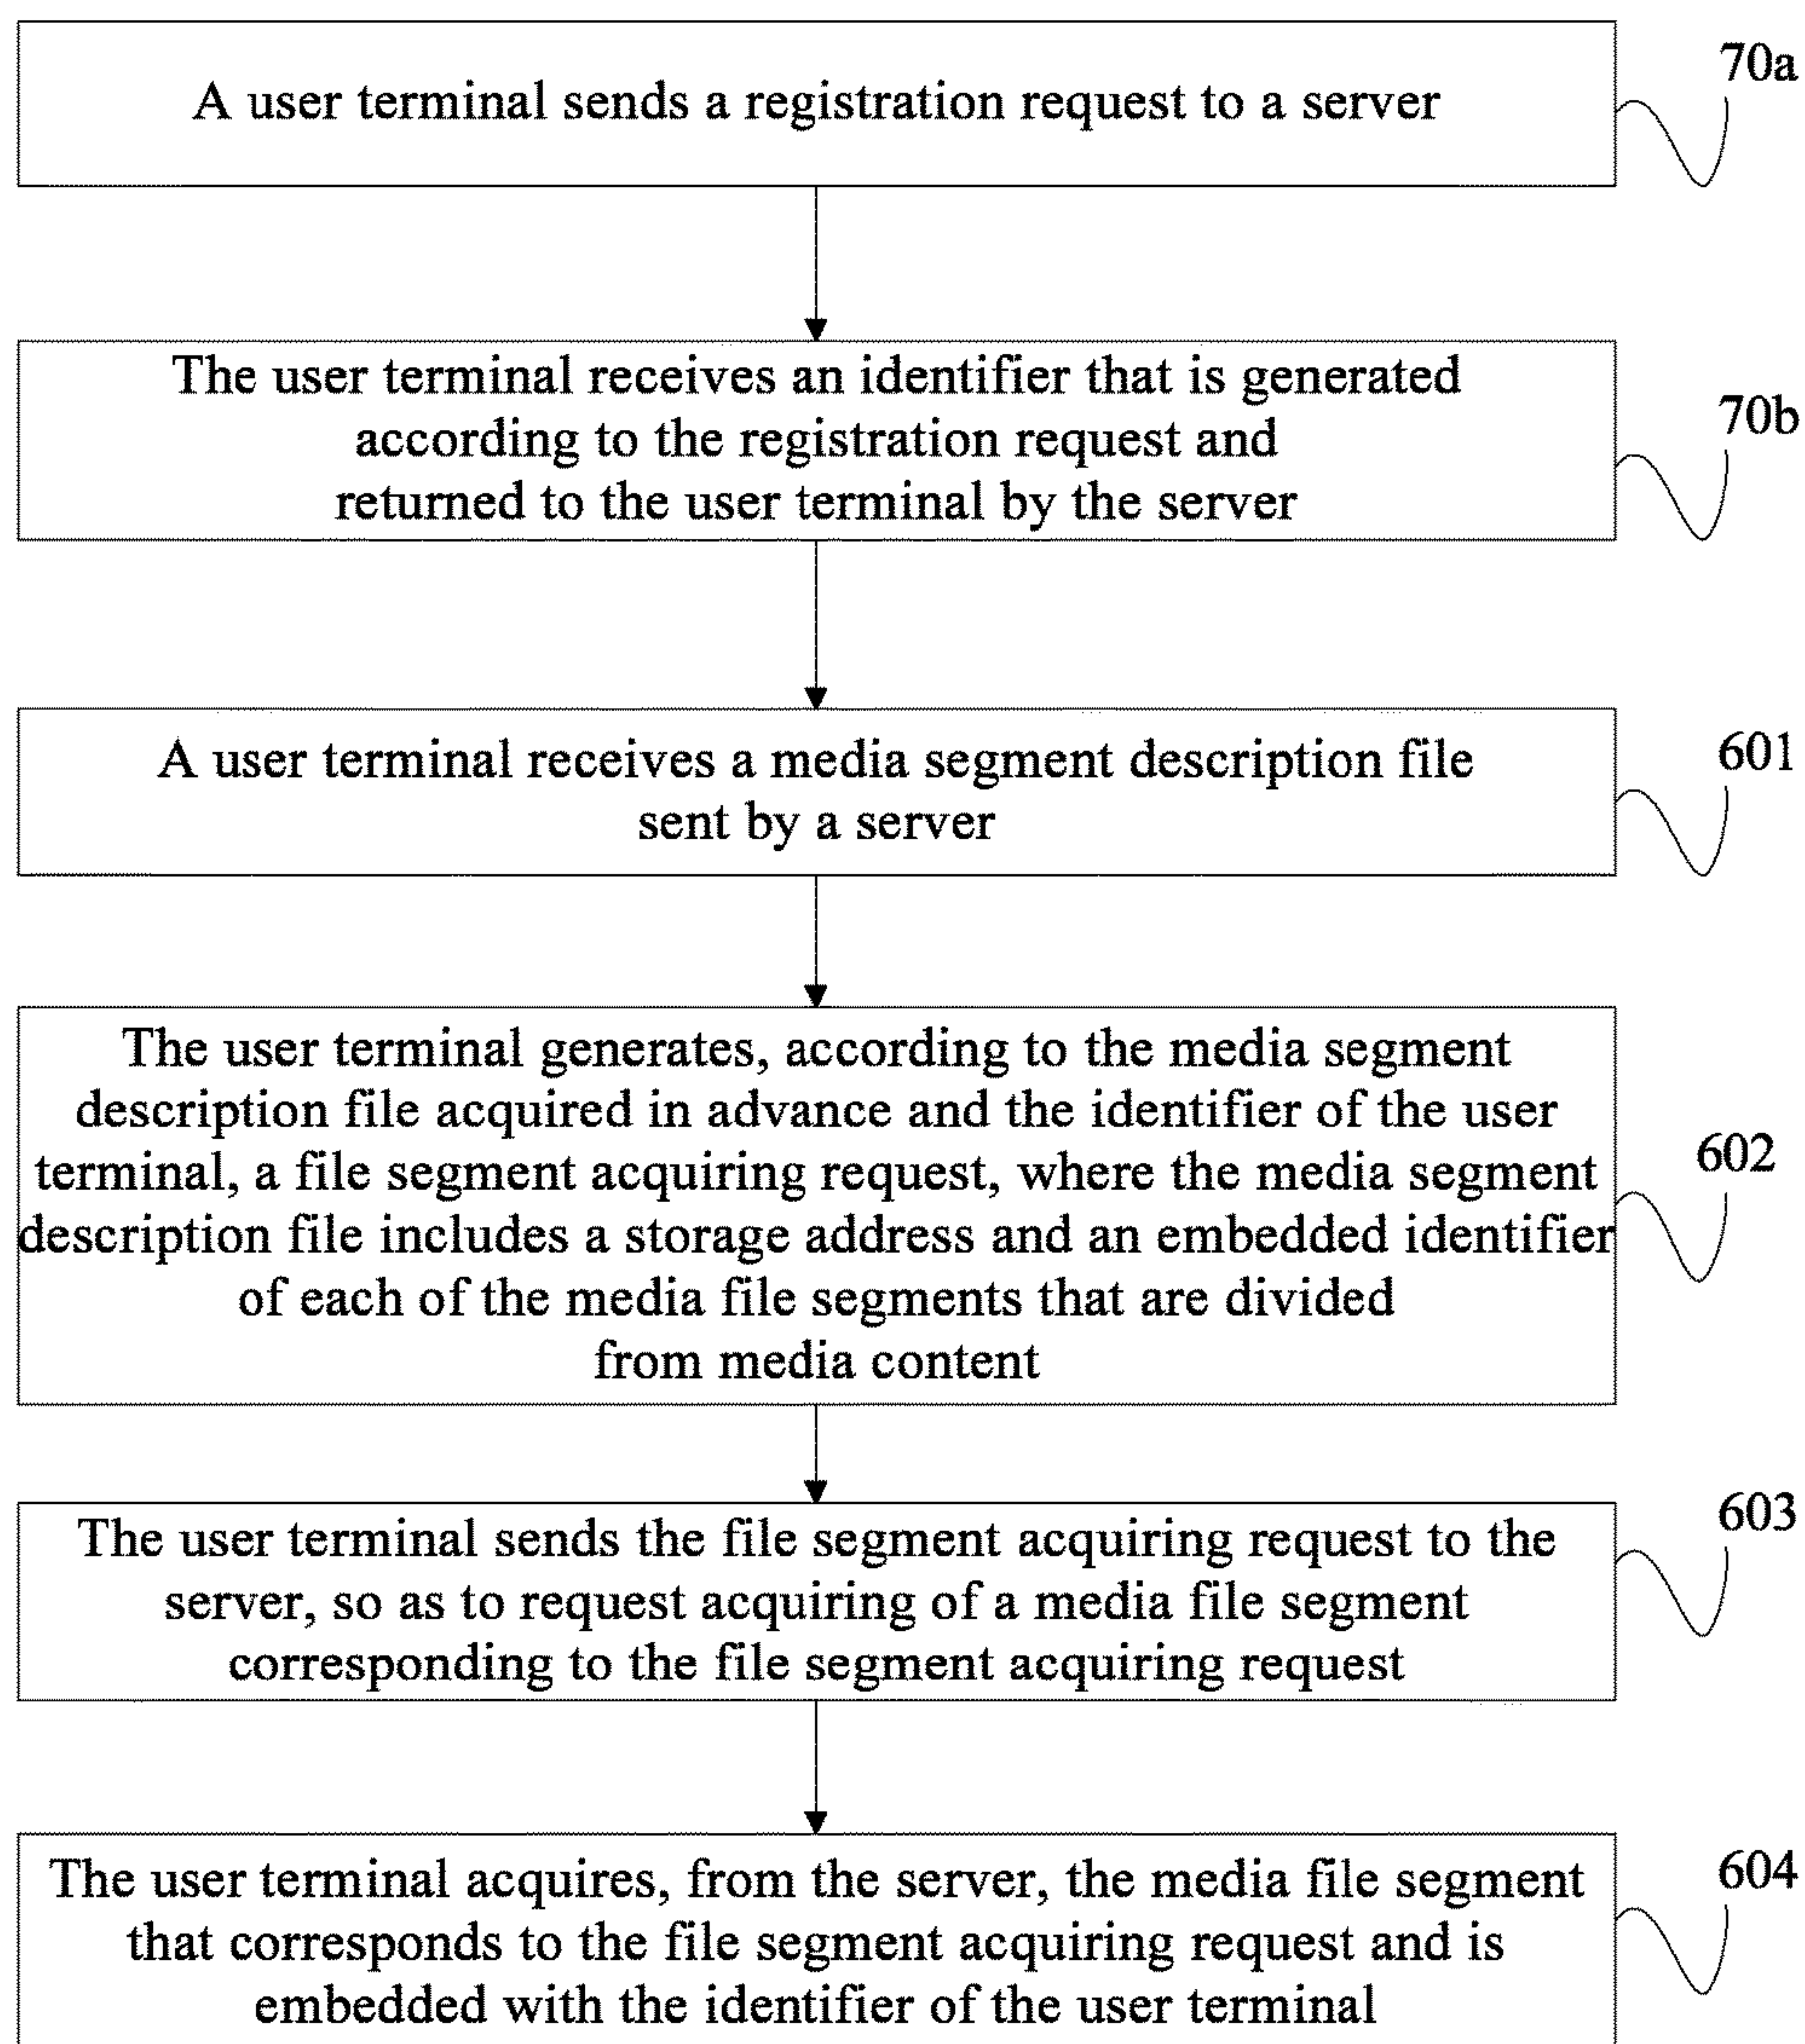 A user terminal sends a registration request to a server
70a
The user terminal receives an identifier that is generated
according to the registration request and
returned to the user terminal by the server
70b
A user terminal receives a media segment description file
sent by a server
601
The user terminal generates, according to the media segment
description file acquired in advance and the identifier of the user
terminal, a file segment acquiring request, where the media segment
description file includes a storage address and an embedded identifier
of each of the media file segments that are divided
from media content
602
The user terminal sends the file segment acquiring request to the
server, so as to request acquiring of a media file segment
corresponding to the file segment acquiring request
603
The user terminal acquires, from the server, the media file segment
that corresponds to the file segment acquiring request and is
embedded with the identifier of the user terminal
604